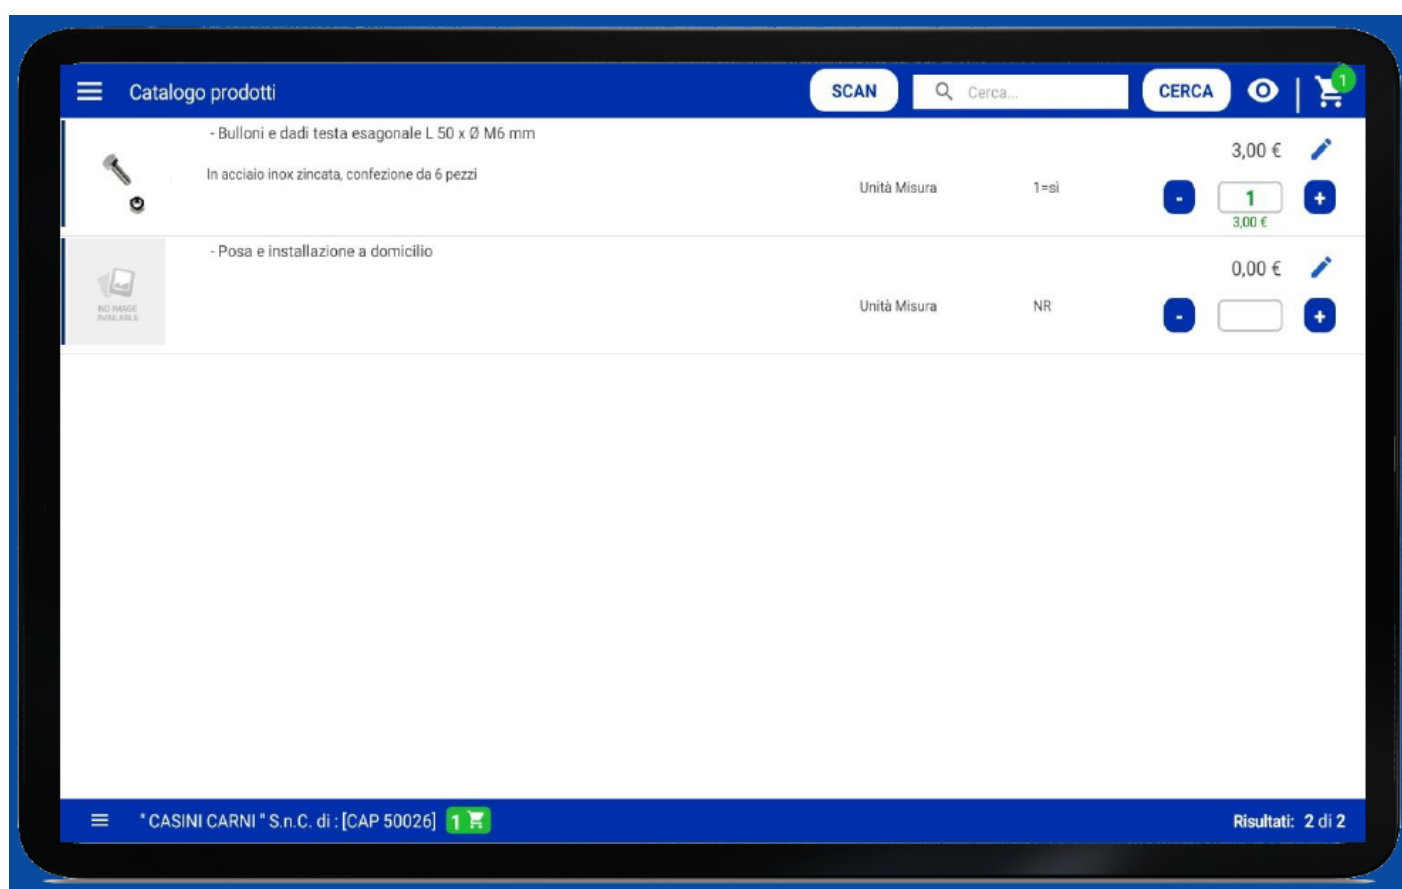 Catalogo prodotti SCAN Cerca... CERCA 1
- Bulloni e dadi testa esagonale L 50 x Ø M6 mm
3,00 €
In acciaio inox zincata, confezione da 6 pezzi
Unità Misura 1=sì - 1 +
3,00 €
- Posa e installazione a domicilio
0,00 €
NO IMAGE
AVAILABLE
Unità Misura NR - +
" CASINI CARNI " S.n.C. di : [CAP 50026] 1 Risultati: 2 di 2